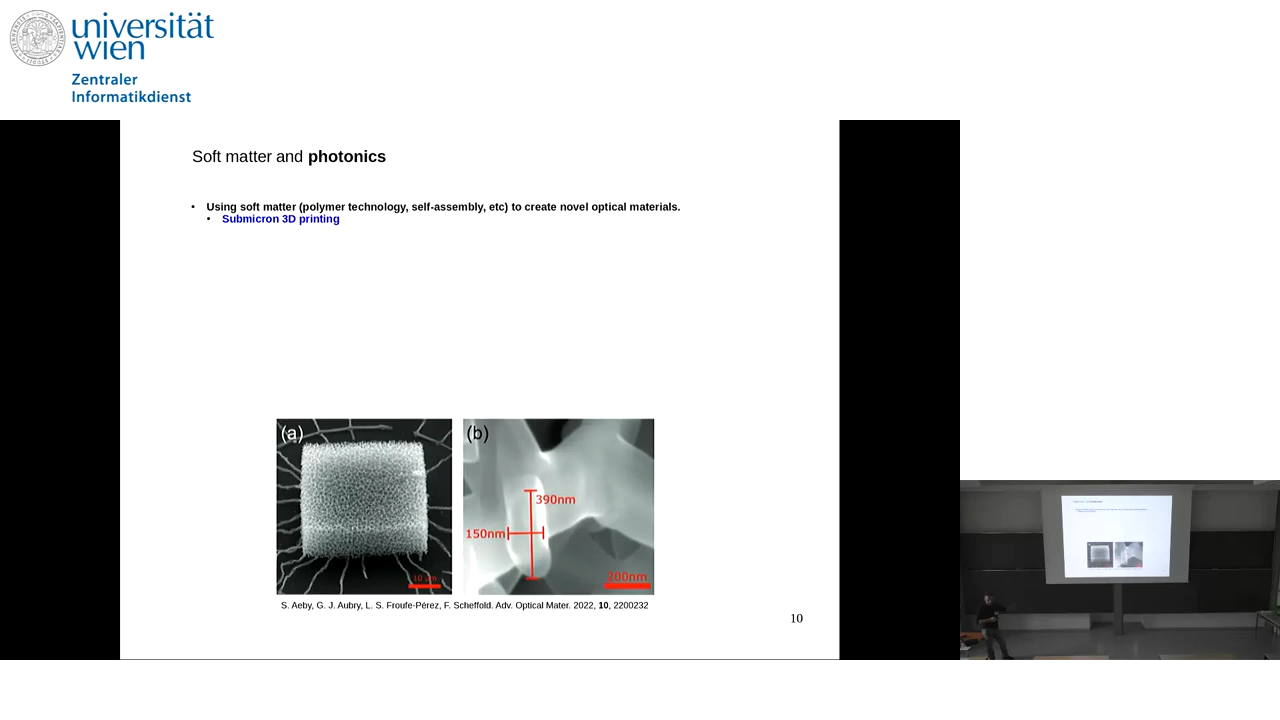 universität
wien
Zentraler
Informatikdienst
Soft matter and photonics
• Using soft matter (polymer technology, self-assembly, etc) to create novel optical materials.
• Submicron 3D printing
(a)
10 µm
(b)
390nm
150nm
200nm
S. Aeby, G. J. Aubry, L. S. Froufe-Pérez, F. Scheffold. Adv. Optical Mater. 2022, 10, 2200232
10